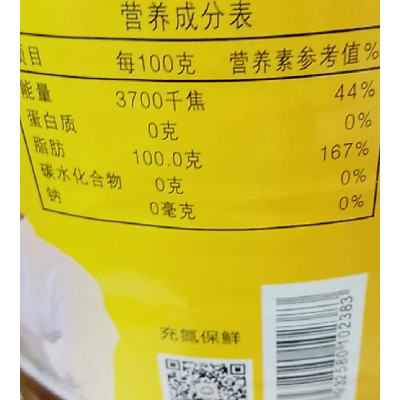 营养成分表
项目 每100克 营养素参考值%
能量 3700千焦 44%
蛋白质 0克 0%
脂肪 100.0克 167%
碳水化合物 0克 0%
钠 0毫克 0%
充氮保鲜
932580102383